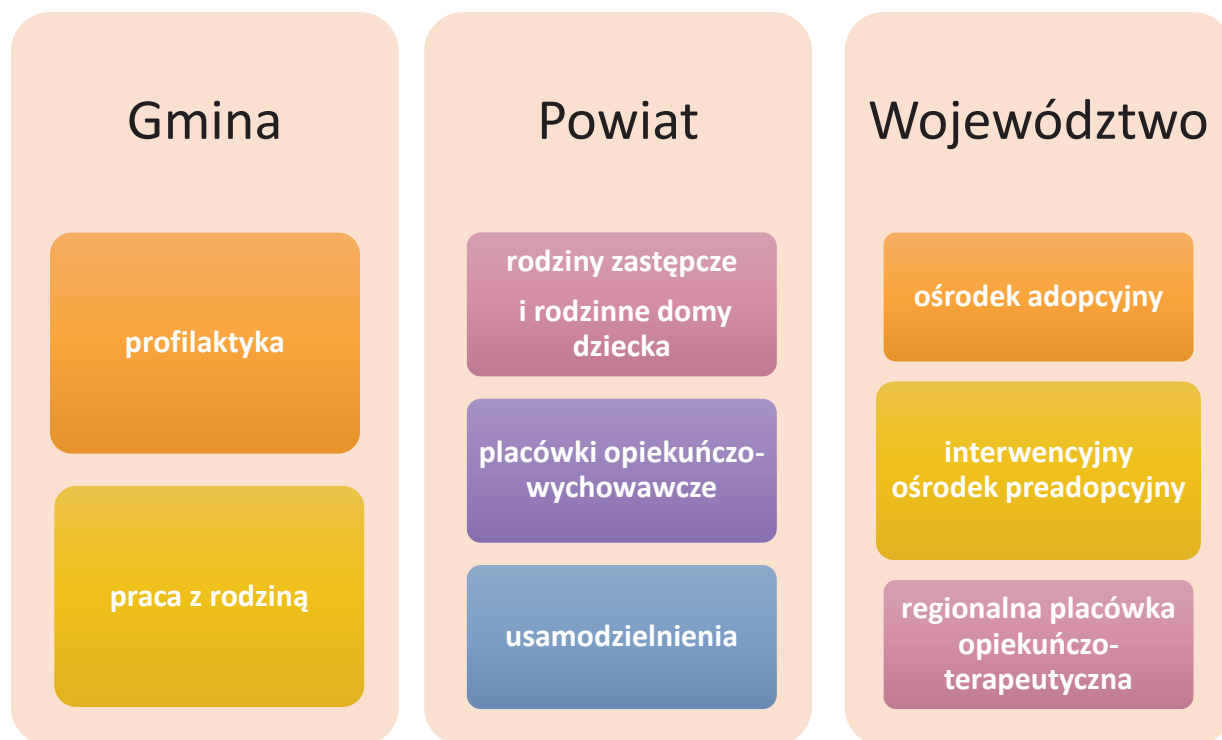 Gmina
profilaktyka
praca z rodziną
Powiat
rodziny zastępcze
i rodzinne domy
dziecka
placówki opiekuńczo-
wychowawcze
usamodzielnienia
Województwo
ośrodek adopcyjny
interwencyjny
ośrodek preadopcyjny
regionalna placówka
opiekuńczo-
terapeutyczna